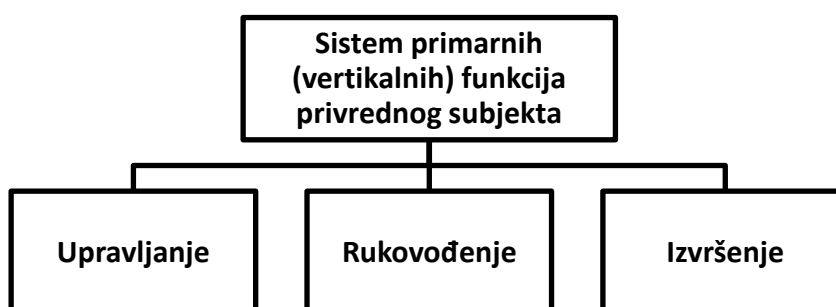 Sistem primarnih
(vertikalnih) funkcija
privrednog subjekta
Upravljanje
Rukovođenje
Izvršenje